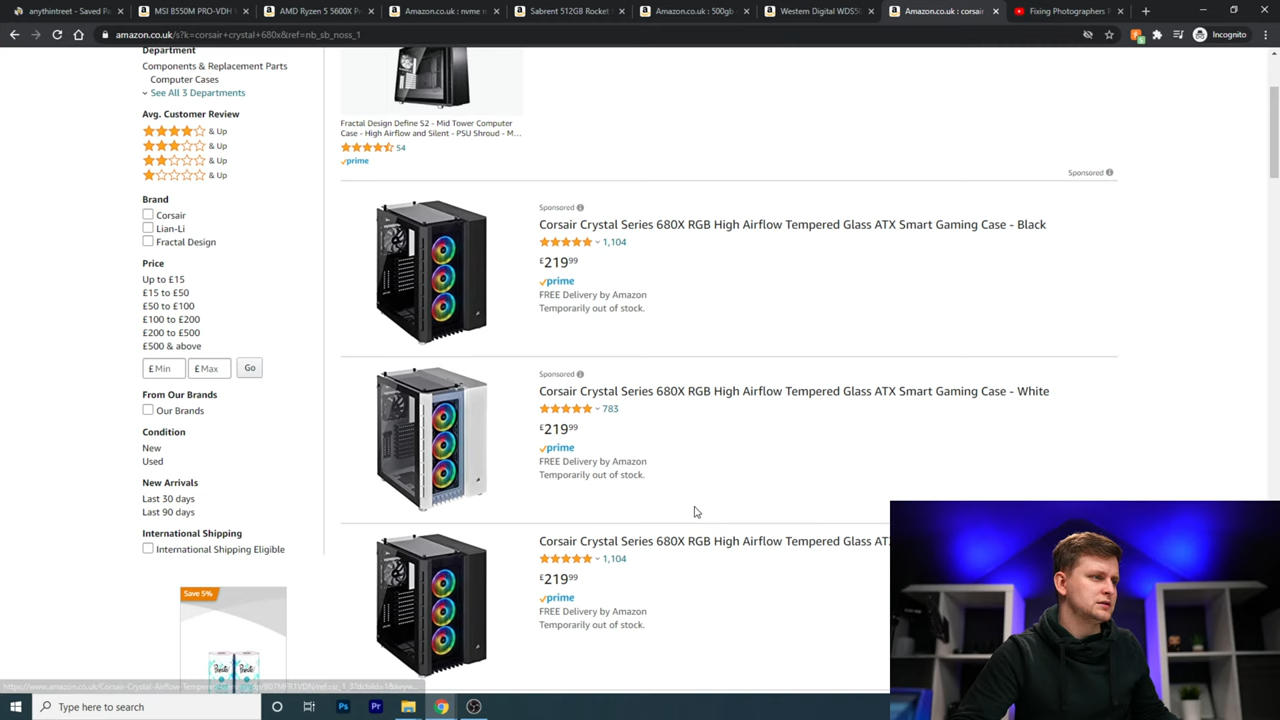 anythintreet - Saved Pa
MSI B550M PRO-VDH
AMD Ryzen 5 5600X Pr
Amazon.co.uk : nvme n
Sabrent 512GB Rocket
Amazon.co.uk : 500gb
Western Digital WDS50
Amazon.co.uk : corsair
Fixing Photographers P
amazon.co.uk/s?k=corsair+crystal+680x&ref=nb_sb_noss_1
Incognito
Department
Components & Replacement Parts
Computer Cases
See All 3 Departments
Avg. Customer Review
& Up
& Up
& Up
& Up
Brand
Corsair
Lian-Li
Fractal Design
Price
Up to £15
£15 to £50
£50 to £100
£100 to £200
£200 to £500
£500 & above
£ Min
£ Max
Go
From Our Brands
Our Brands
Condition
New
Used
New Arrivals
Last 30 days
Last 90 days
International Shipping
International Shipping Eligible
Save 5%
Fractal Design Define S2 - Mid Tower Computer
Case - High Airflow and Silent - PSU Shroud - M...
54
prime
Sponsored
Sponsored
Corsair Crystal Series 680X RGB High Airflow Tempered Glass ATX Smart Gaming Case - Black
1,104
£219.99
prime
FREE Delivery by Amazon
Temporarily out of stock.
Sponsored
Corsair Crystal Series 680X RGB High Airflow Tempered Glass ATX Smart Gaming Case - White
783
£219.99
prime
FREE Delivery by Amazon
Temporarily out of stock.
Corsair Crystal Series 680X RGB High Airflow Tempered Glass AT
1,104
£219.99
prime
FREE Delivery by Amazon
Temporarily out of stock.
Type here to search
Ps
Pr